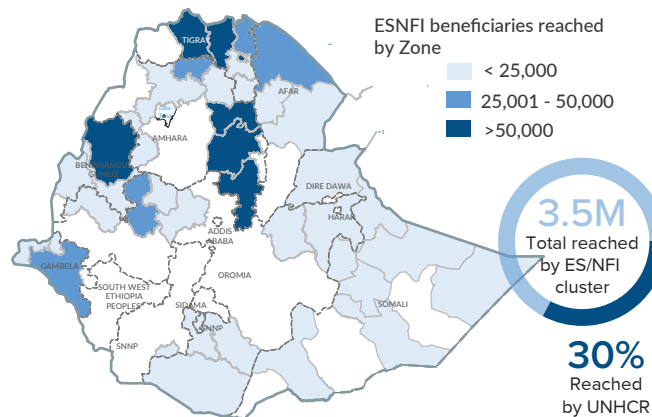 ESNFI beneficiaries reached
by Zone
< 25,000
25,001 - 50,000
>50,000
TIGRA
AFAR
AMHARA
BENISHANGUL
GUMUZ
DIRE DAWA
HARAR
ADDIS
ABABA
OROMIA
GAMBELA
SOUTH WEST
ETHIOPIA
PEOPLES
SIDAMA
SNNP
SNNP
SOMALI
3.5M
Total reached
by ES/NFI
cluster
30%
Reached
by UNHCR